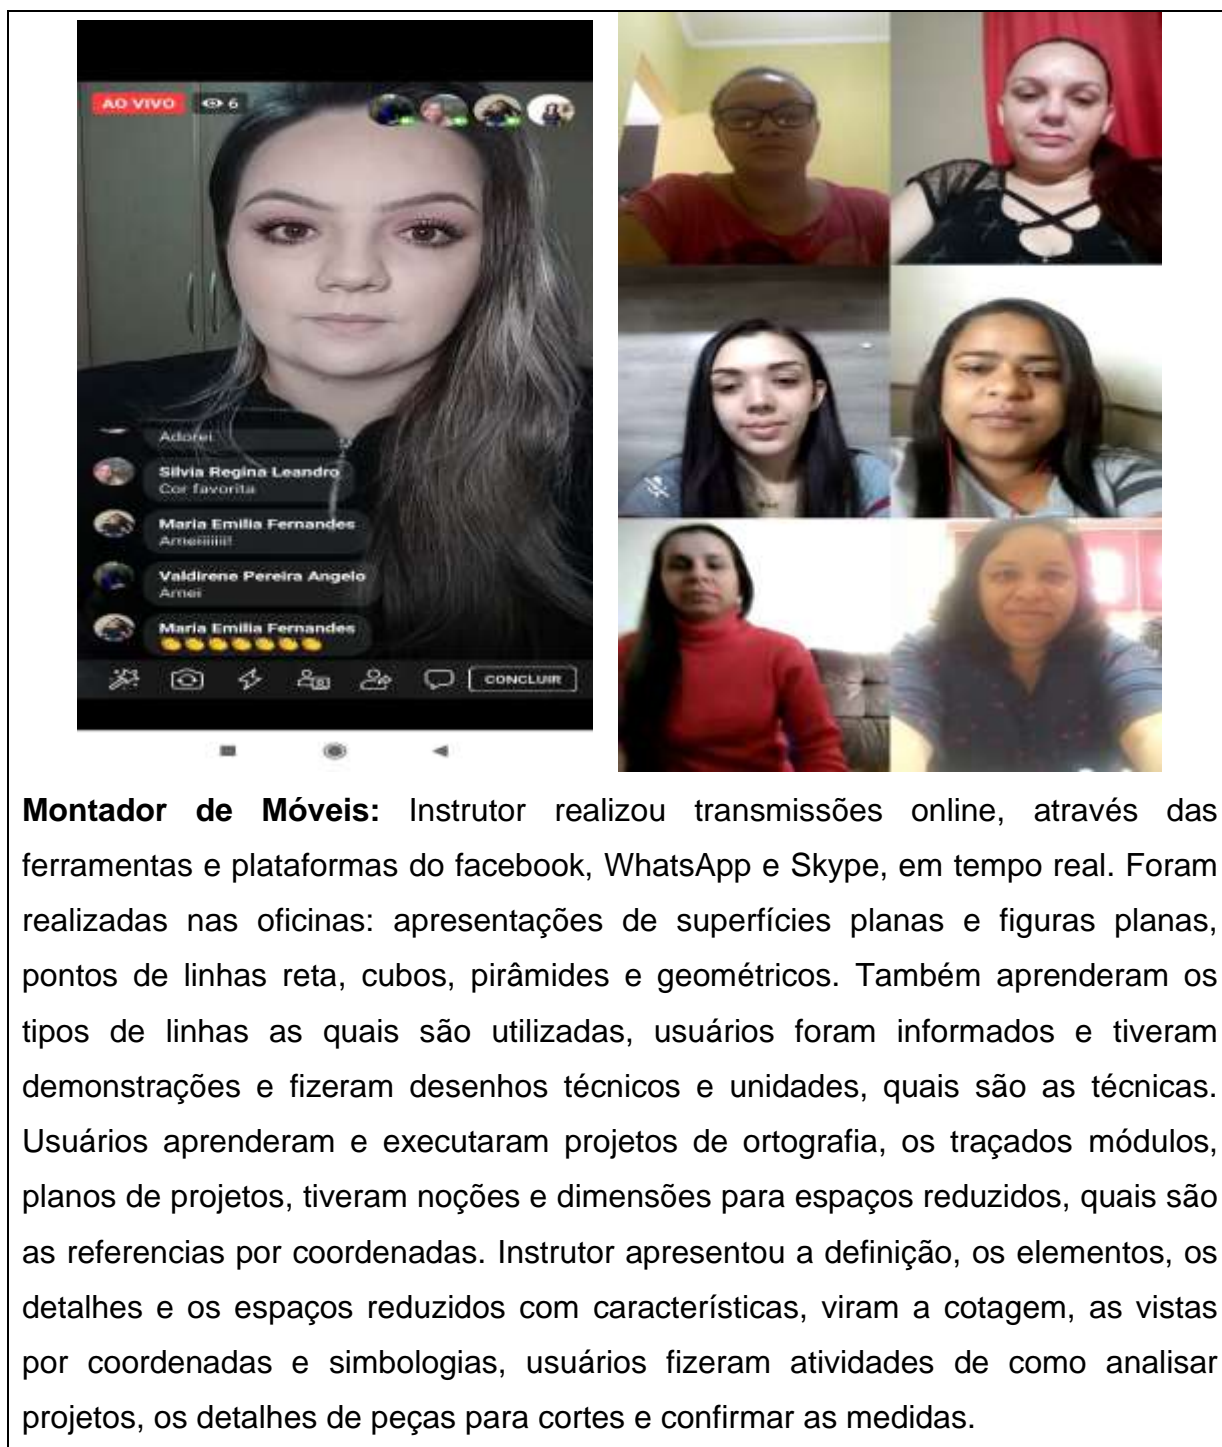 AO VIVO 6
Adorei
Silvia Regina Leandro
Cor favorita
Maria Emilia Fernandes
Ameiiiiiii!
Valdirene Pereira Angelo
Amei
Maria Emilia Fernandes
👏👏👏👏👏👏👏
CONCLUIR
Montador de Móveis: Instrutor realizou transmissões online, através das
ferramentas e plataformas do facebook, WhatsApp e Skype, em tempo real. Foram
realizadas nas oficinas: apresentações de superfícies planas e figuras planas,
pontos de linhas reta, cubos, pirâmides e geométricos. Também aprenderam os
tipos de linhas as quais são utilizadas, usuários foram informados e tiveram
demonstrações e fizeram desenhos técnicos e unidades, quais são as técnicas.
Usuários aprenderam e executaram projetos de ortografia, os traçados módulos,
planos de projetos, tiveram noções e dimensões para espaços reduzidos, quais são
as referencias por coordenadas. Instrutor apresentou a definição, os elementos, os
detalhes e os espaços reduzidos com características, viram a cotagem, as vistas
por coordenadas e simbologias, usuários fizeram atividades de como analisar
projetos, os detalhes de peças para cortes e confirmar as medidas.